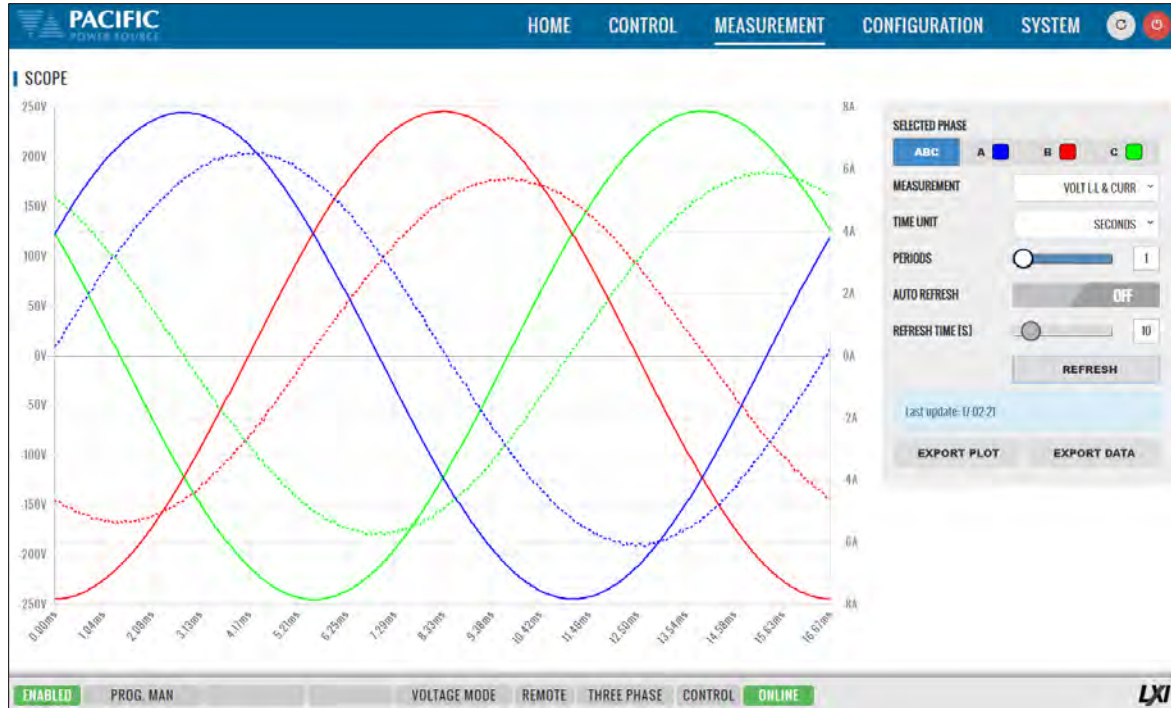 PACIFIC
POWER SOURCE
HOME CONTROL MEASUREMENT CONFIGURATION SYSTEM
SCOPE
250V
200V
150V
100V
50V
0V
-50V
-100V
-150V
-200V
-250V
8A
6A
4A
2A
0A
-2A
-4A
-6A
-8A
0.00ms 1.04ms 2.08ms 3.13ms 4.17ms 5.21ms 6.25ms 7.29ms 8.33ms 9.38ms 10.42ms 11.46ms 12.50ms 13.54ms 14.58ms 15.63ms 16.67ms
SELECTED PHASE
ABC A B C
MEASUREMENT VOLT L-L & CURR
TIME UNIT SECONDS
PERIODS 1
AUTO REFRESH OFF
REFRESH TIME [S] 10
REFRESH
Last update: 17:02:21
EXPORT PLOT EXPORT DATA
ENABLED PROG. MAN VOLTAGE MODE REMOTE THREE PHASE CONTROL ONLINE LXI